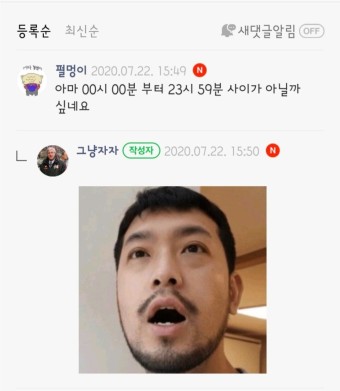 등록순 최신순 새댓글알림 OFF
펄멍이 2020.07.22. 15:49 N
아마 00시 00분 부터 23시 59분 사이가 아닐까
싶네요
그냥자자 작성자 2020.07.22. 15:50 N